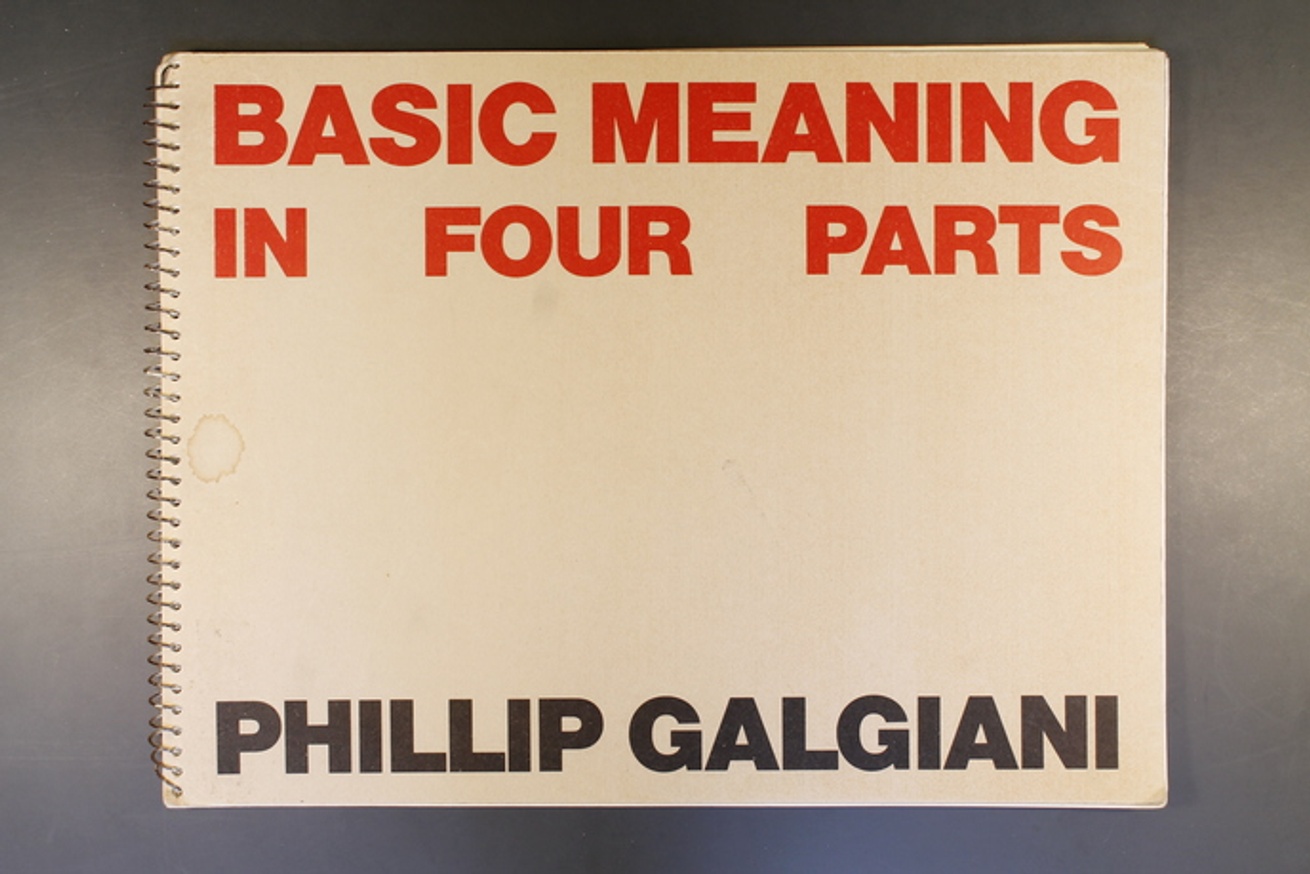 BASIC MEANING
IN FOUR PARTS
PHILLIP GALGIANI